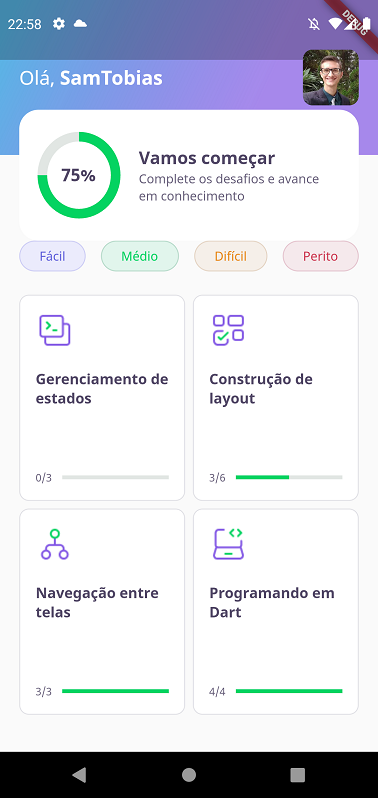 22:58
DEBUG
Olá, SamTobias
75%
Vamos começar
Complete os desafios e avance
em conhecimento
Fácil
Médio
Difícil
Perito
Gerenciamento de
estados
0/3
Construção de
layout
3/6
Navegação entre
telas
3/3
Programando em
Dart
4/4